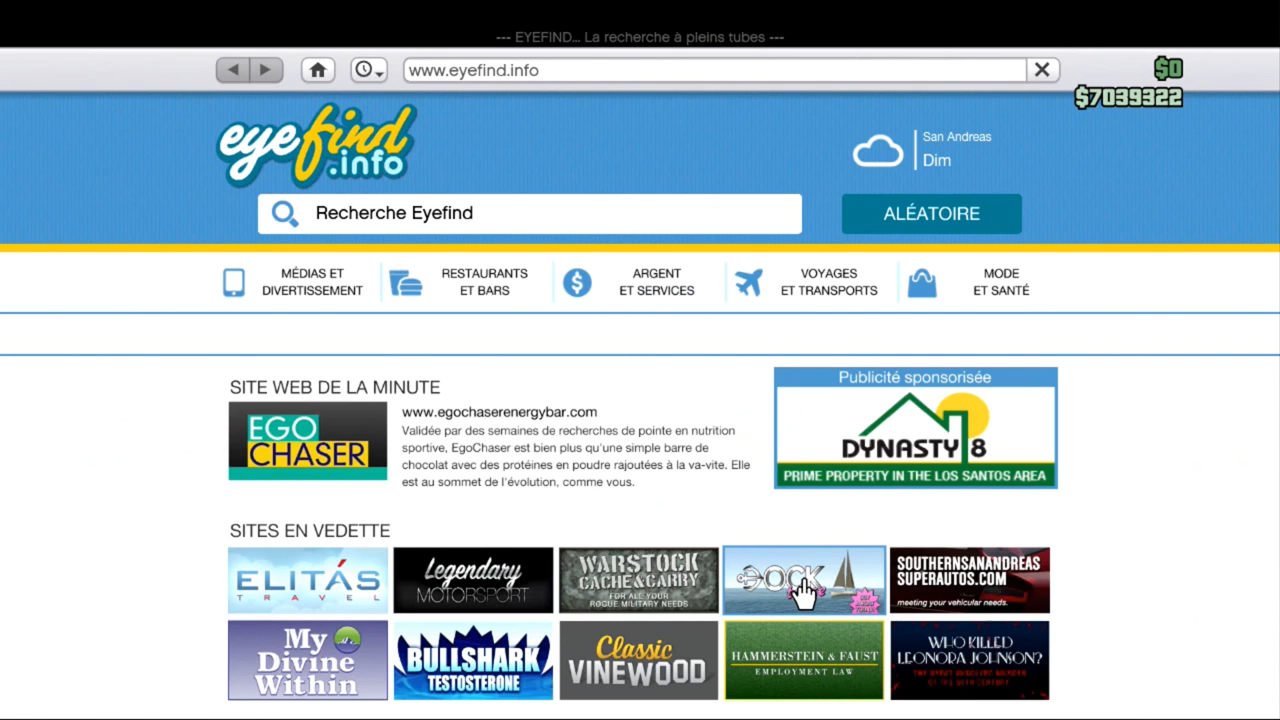 --- EYEFIND... La recherche à pleins tubes ---
www.eyefind.info
$0
$7039322
eyefind
.info
San Andreas
Dim
Recherche Eyefind
ALÉATOIRE
MÉDIAS ET
DIVERTISSEMENT
RESTAURANTS
ET BARS
ARGENT
ET SERVICES
VOYAGES
ET TRANSPORTS
MODE
ET SANTÉ
SITE WEB DE LA MINUTE
EGO
CHASER
www.egochaserenergybar.com
Validée par des semaines de recherches de pointe en nutrition
sportive, EgoChaser est bien plus qu'une simple barre de
chocolat avec des protéines en poudre rajoutées à la va-vite. Elle
est au sommet de l'évolution, comme vous.
Publicité sponsorisée
DYNASTY 8
PRIME PROPERTY IN THE LOS SANTOS AREA
SITES EN VEDETTE
ELITÁS
TRAVEL
Legendary
MOTORSPORT
WARSTOCK
CACHE & CARRY
FOR ALL YOUR
ROGUE MILITARY NEEDS
DOCK
SOUTHERNSANANDREAS
SUPERAUTOS.COM
meeting your vehicular needs.
My
Divine
Within
BULLSHARK
TESTOSTERONE
Classic
VINEWOOD
HAMMERSTEIN & FAUST
EMPLOYMENT LAW
WHO KILLED
LEONORA JOHNSON?